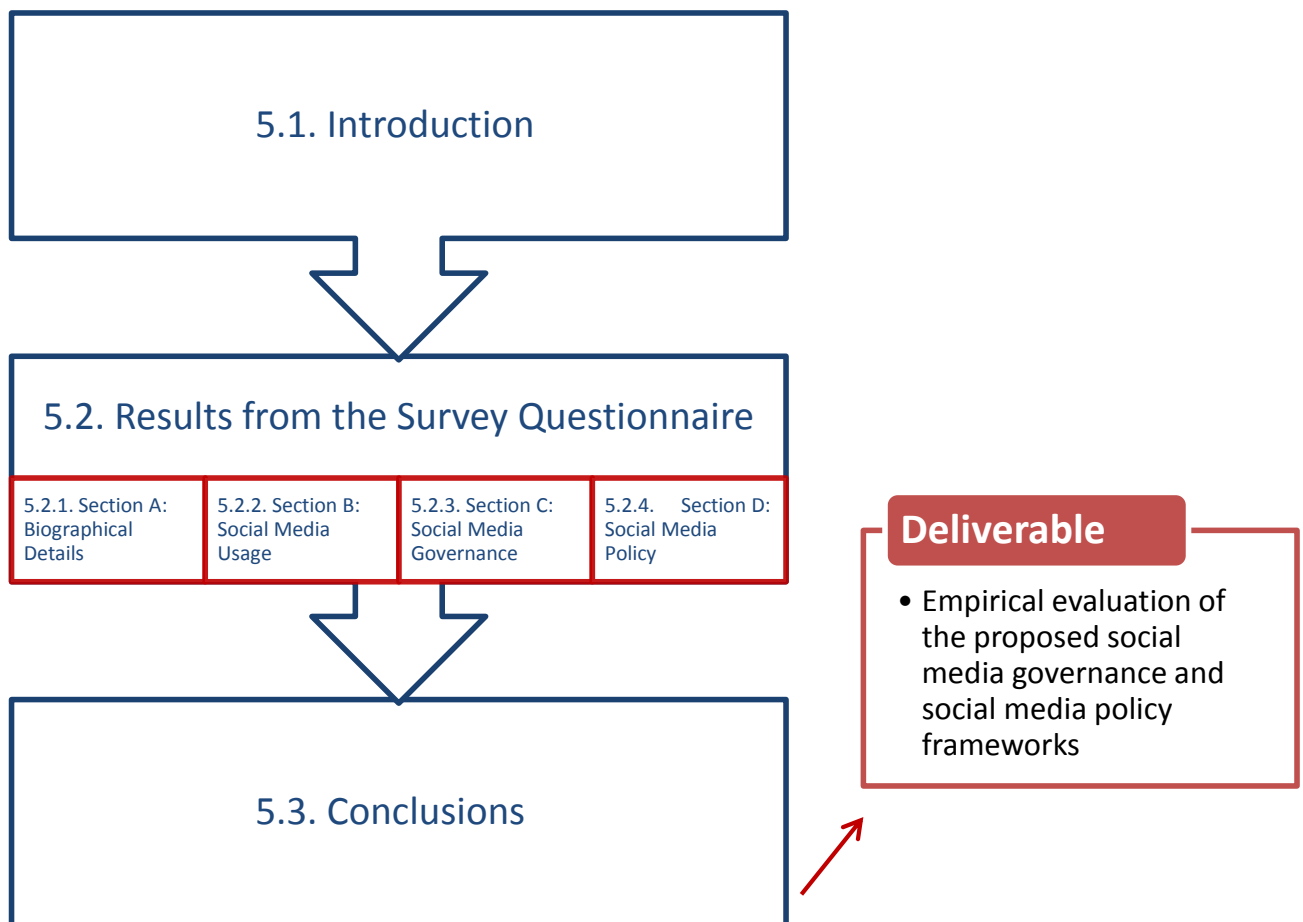 5.1. Introduction
5.2. Results from the Survey Questionnaire
5.2.1. Section A:
Biographical
Details
5.2.2. Section B:
Social Media
Usage
5.2.3. Section C:
Social Media
Governance
5.2.4. Section D:
Social Media
Policy
5.3. Conclusions
Deliverable
• Empirical evaluation of
the proposed social
media governance and
social media policy
frameworks